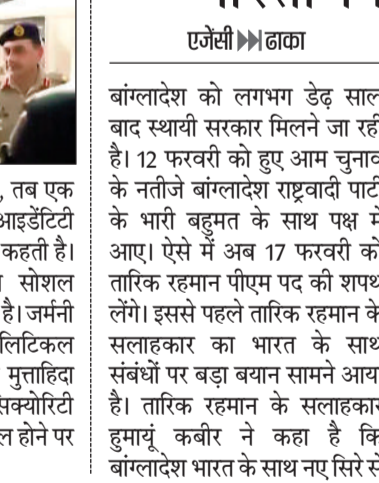 एजेंसी ढाका
बांग्लादेश को लगभग डेढ़ साल
बाद स्थायी सरकार मिलने जा रही
है। 12 फरवरी को हुए आम चुनाव
के नतीजे बांग्लादेश राष्ट्रवादी पार्टी
के भारी बहुमत के साथ पक्ष में
आए। ऐसे में अब 17 फरवरी को
तारिक रहमान पीएम पद की शपथ
लेंगे। इससे पहले तारिक रहमान के
सलाहकार का भारत के साथ
संबंधों पर बड़ा बयान सामने आया
है। तारिक रहमान के सलाहकार
हुमायूं कबीर ने कहा है कि
बांग्लादेश भारत के साथ नए सिरे से
, तब एक
आइडेंटिटी
कहती है।
सोशल
है। जर्मनी
लिटिकल
मुत्ताहिदा
सिक्योरिटी
ल होने पर